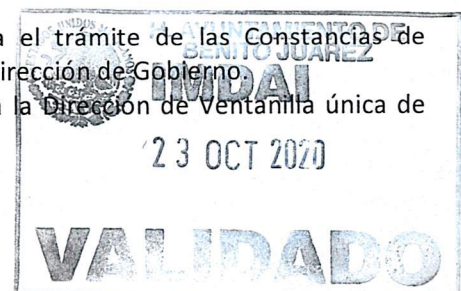 a el trámite de las Constancias de
H. AYUNTAMIENTO DE
BENITO JUÁREZ
irección de Gobierno.
IMDAI
la Dirección de Ventanilla única de
23 OCT 2020
VALIDADO